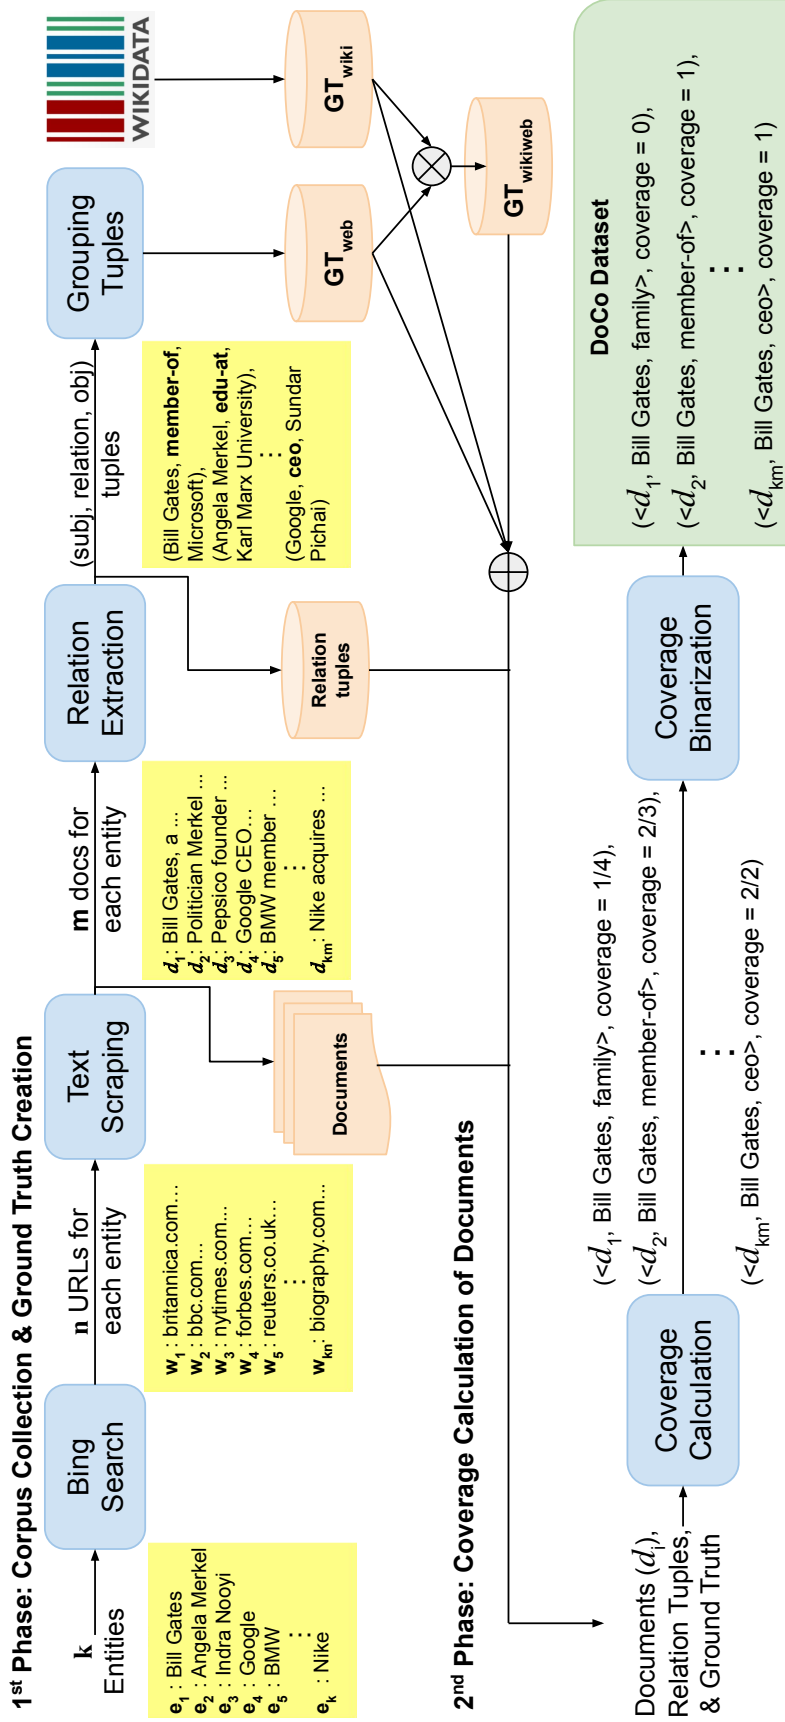 1st Phase: Corpus Collection & Ground Truth Creation
k
Entities
Bing
Search
n URLs for
each entity
Text
Scraping
m docs for
each entity
Relation
Extraction
(subj, relation, obj)
tuples
Grouping
Tuples
WIKIDATA
e1 : Bill Gates
e2 : Angela Merkel
e3 : Indra Nooyi
e4 : Google
e5 : BMW
⋮
ek : Nike
w1 : britannica.com…
w2 : bbc.com…
w3 : nytimes.com…
w4 : forbes.com…
w5 : reuters.co.uk…
⋮
wkn: biography.com…
d1: Bill Gates, a ...
d2: Politician Merkel ...
d3: Pepsico founder ...
d4: Google CEO…
d5: BMW member …
⋮
dkm: Nike acquires …
(Bill Gates, member-of,
Microsoft),
(Angela Merkel, edu-at,
Karl Marx University),
⋮
(Google, ceo, Sundar
Pichai)
Documents
Relation
tuples
GTweb
GTwiki
GTwikiweb
2nd Phase: Coverage Calculation of Documents
Documents (di),
Relation Tuples,
& Ground Truth
Coverage
Calculation
(<d1, Bill Gates, family>, coverage = 1/4),
(<d2, Bill Gates, member-of>, coverage = 2/3),
⋮
(<dkm, Bill Gates, ceo>, coverage = 2/2)
Coverage
Binarization
DoCo Dataset
(<d1, Bill Gates, family>, coverage = 0),
(<d2, Bill Gates, member-of>, coverage = 1),
⋮
(<dkm, Bill Gates, ceo>, coverage = 1)